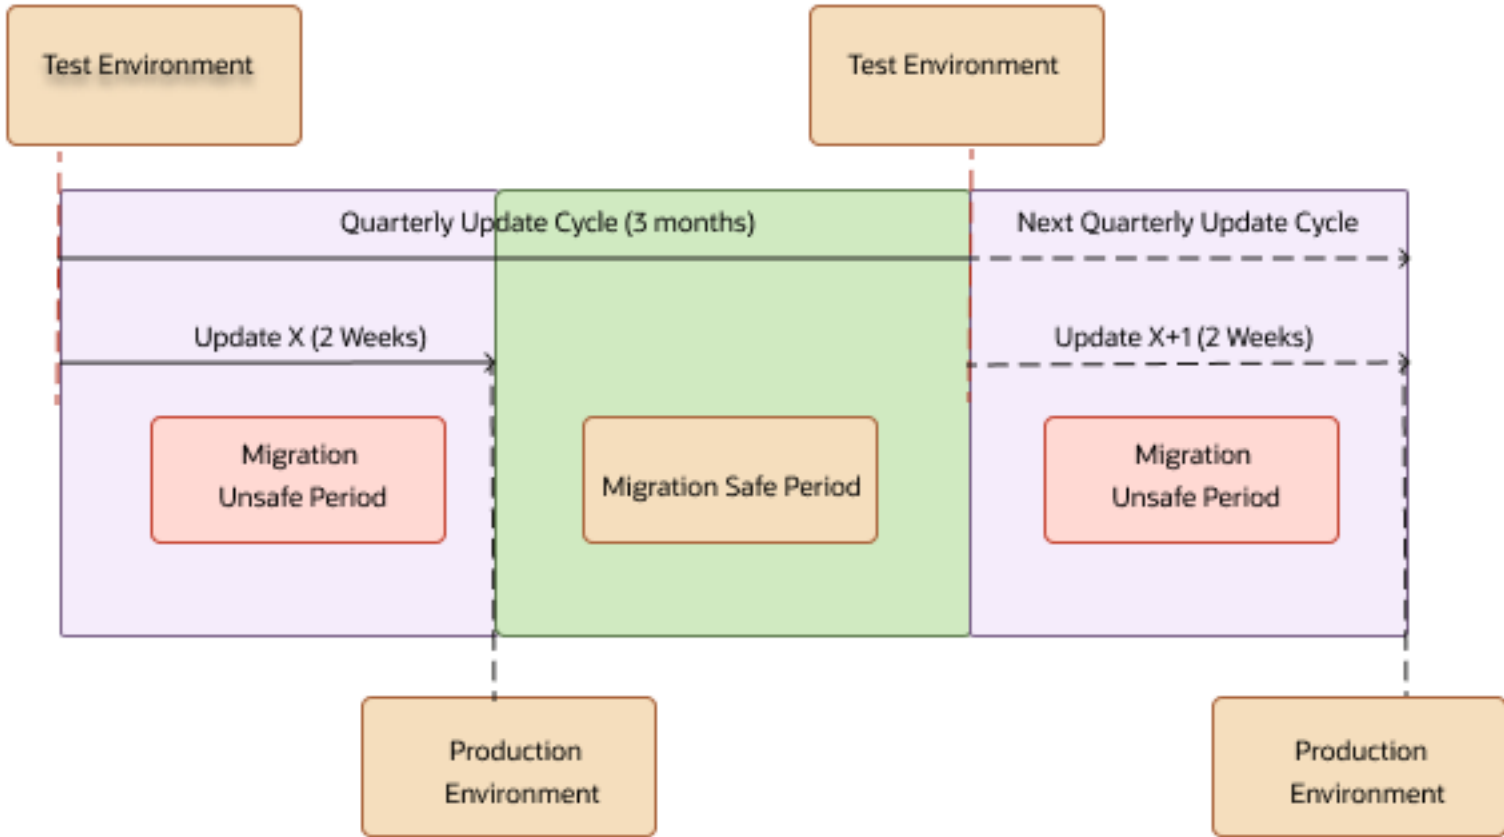 Test Environment
Test Environment
Quarterly Update Cycle (3 months)
Next Quarterly Update Cycle
Update X (2 Weeks)
Update X+1 (2 Weeks)
Migration
Unsafe Period
Migration Safe Period
Migration
Unsafe Period
Production
Environment
Production
Environment